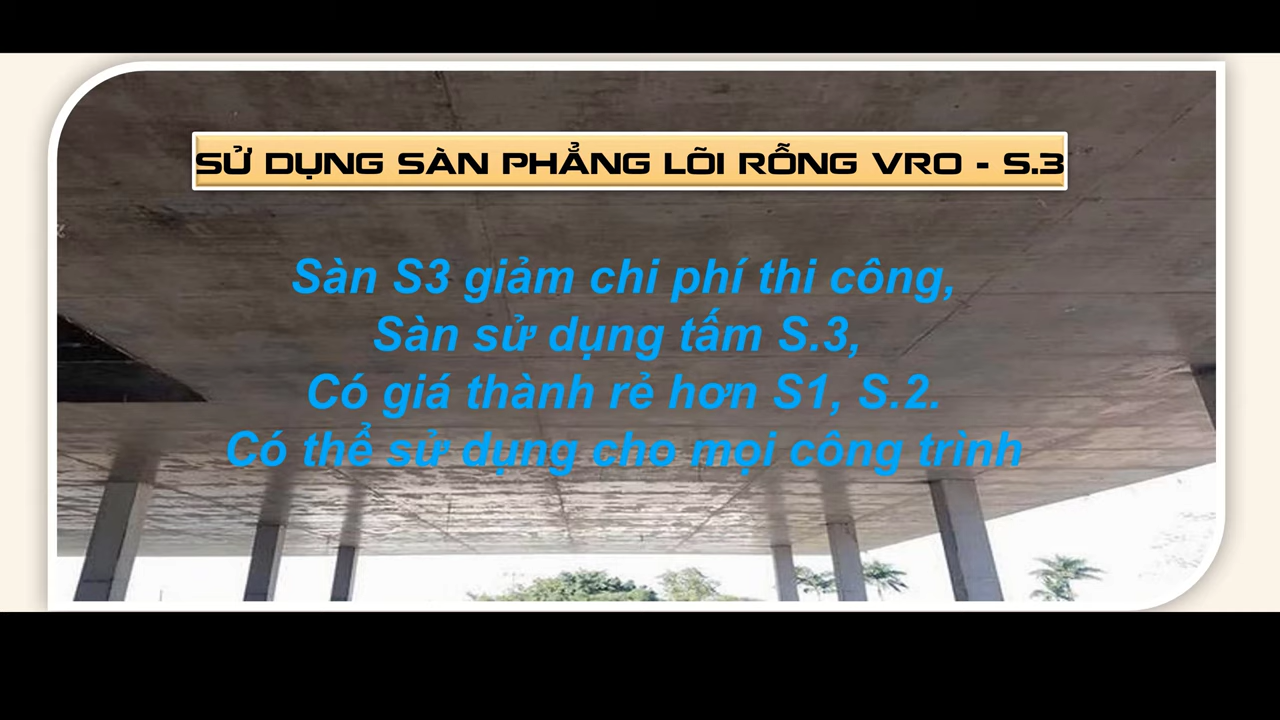 SỬ DỤNG SÀN PHẲNG LÕI RỖNG VRO - S.3
Sàn S3 giảm chi phí thi công,
Sàn sử dụng tấm S.3,
Có giá thành rẻ hơn S1, S.2.
Có thể sử dụng cho mọi công trình